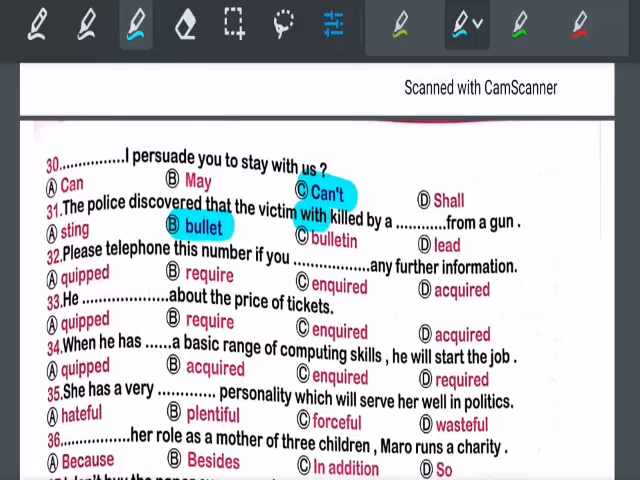 Scanned with CamScanner
30...............I persuade you to stay with us ?
Ⓐ Can Ⓑ May Ⓒ Can't Ⓓ Shall
31.The police discovered that the victim with killed by a ............from a gun .
Ⓐ sting Ⓑ bullet Ⓒ bulletin Ⓓ lead
32.Please telephone this number if you ..................any further information.
Ⓐ quipped Ⓑ require Ⓒ enquired Ⓓ acquired
33.He ....................about the price of tickets.
Ⓐ quipped Ⓑ require Ⓒ enquired Ⓓ acquired
34.When he has ......a basic range of computing skills , he will start the job .
Ⓐ quipped Ⓑ acquired Ⓒ enquired Ⓓ required
35.She has a very ............. personality which will serve her well in politics.
Ⓐ hateful Ⓑ plentiful Ⓒ forceful Ⓓ wasteful
36................her role as a mother of three children , Maro runs a charity .
Ⓐ Because Ⓑ Besides Ⓒ In addition Ⓓ So